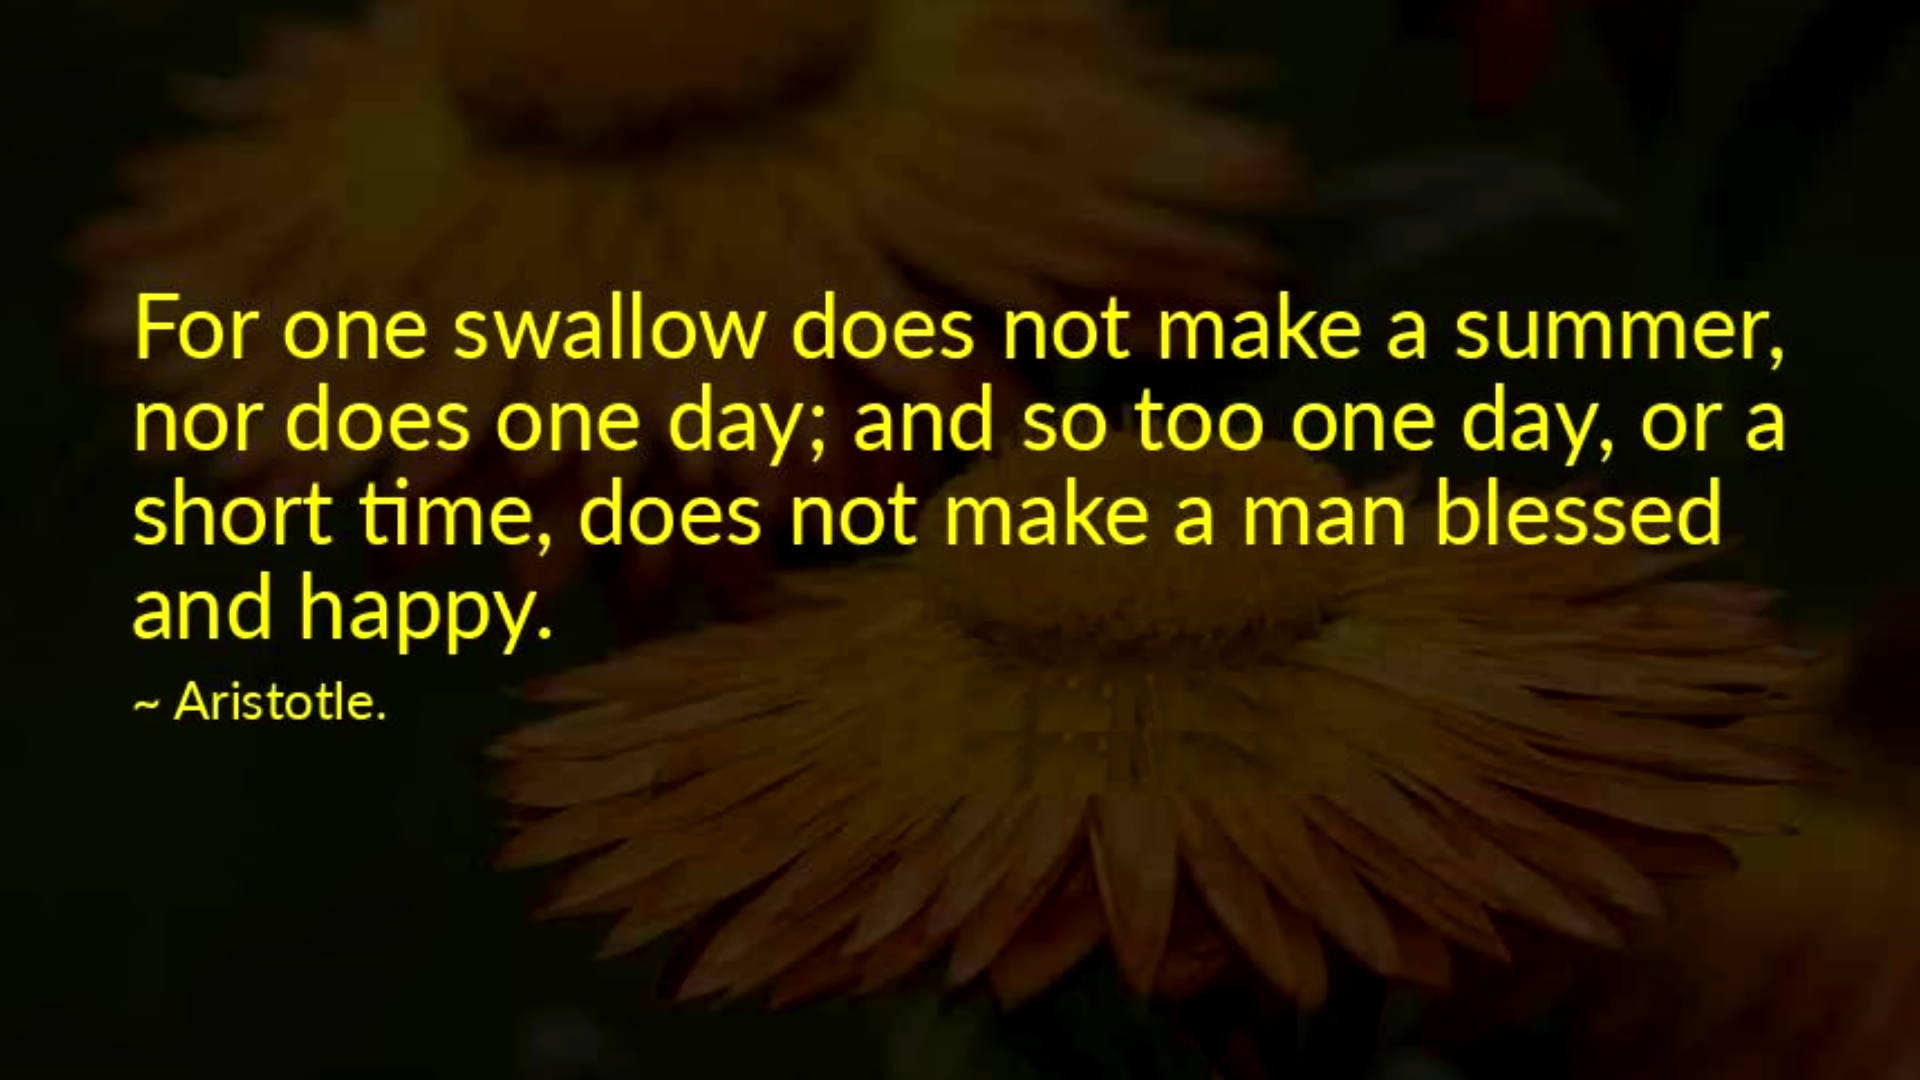 For one swallow does not make a summer,
nor does one day; and so too one day, or a
short time, does not make a man blessed
and happy.
~ Aristotle.